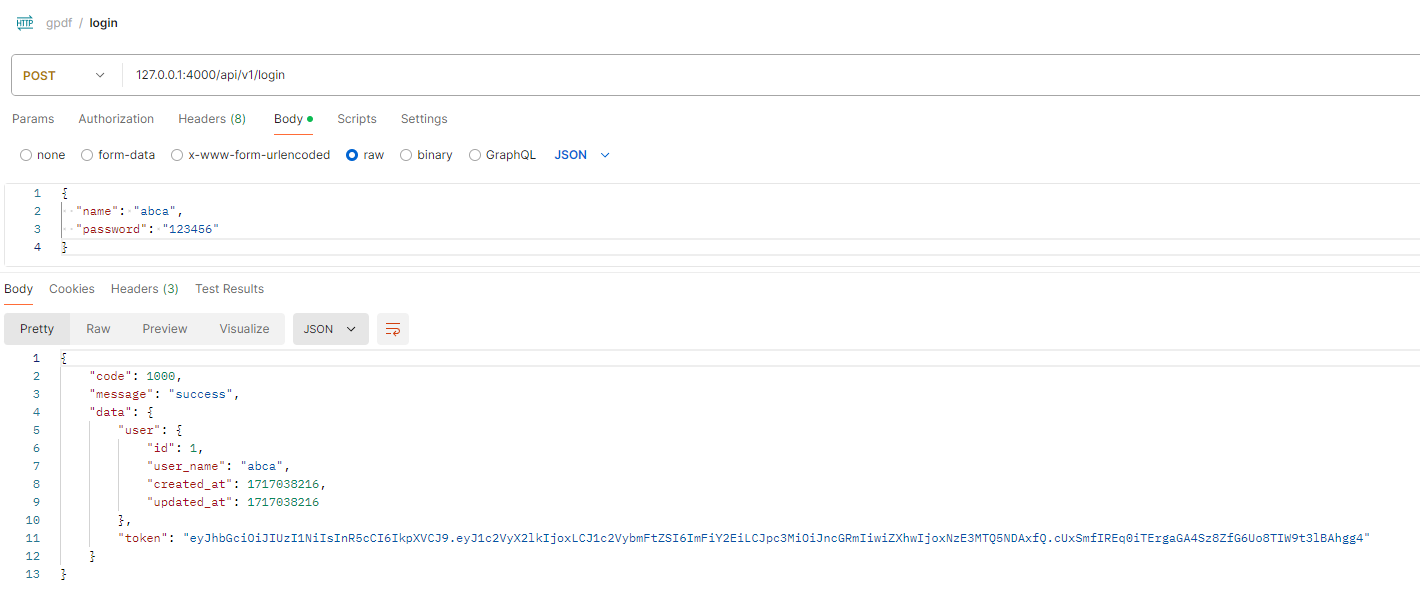 HTTP gpdf / login
POST 127.0.0.1:4000/api/v1/login
Params Authorization Headers (8) Body Scripts Settings
none form-data x-www-form-urlencoded raw binary GraphQL JSON
1 {
2 "name": "abca",
3 "password": "123456"
4 }
Body Cookies Headers (3) Test Results
Pretty Raw Preview Visualize JSON
1 {
2 "code": 1000,
3 "message": "success",
4 "data": {
5 "user": {
6 "id": 1,
7 "user_name": "abca",
8 "created_at": 1717038216,
9 "updated_at": 1717038216
10 },
11 "token": "eyJhbGciOiJIUzI1NiIsInR5cCI6IkpXVCJ9.eyJ1c2VyX2lkIjoxLCJ1c2VybmFtZSI6ImFiY2EiLCJpc3MiOiJncGRmIiwiZXhwIjoxNzE3MTQ5NDAxfQ.cUxSmfIREq0iTErgaGA4Sz8ZfG6Uo8TIW9t3lBAhgg4"
12 }
13 }